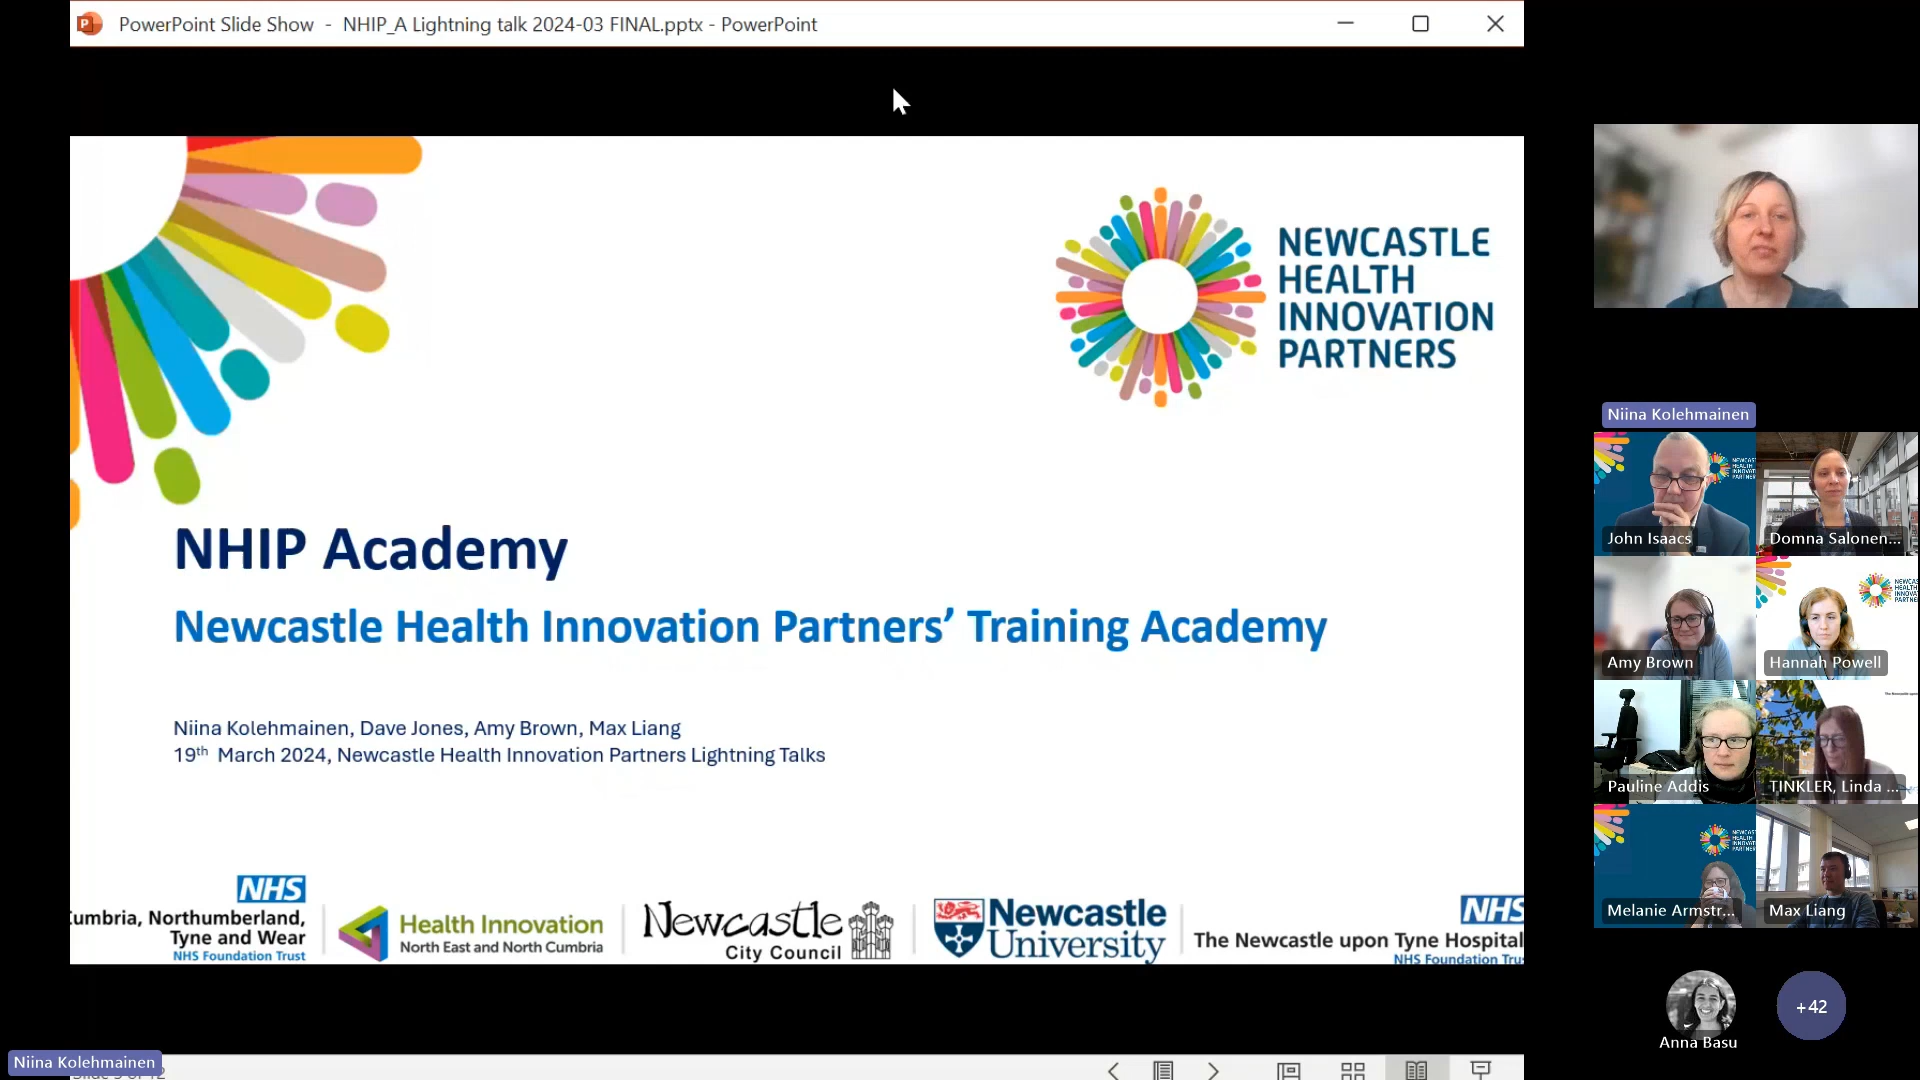 PowerPoint Slide Show - NHIP_A Lightning talk 2024-03 FINAL.pptx - PowerPoint
NEWCASTLE
HEALTH
INNOVATION
PARTNERS
NHIP Academy
Newcastle Health Innovation Partners’ Training Academy
Niina Kolehmainen, Dave Jones, Amy Brown, Max Liang
19th March 2024, Newcastle Health Innovation Partners Lightning Talks
NHS
Cumbria, Northumberland,
Tyne and Wear
NHS Foundation Trust
Health Innovation
North East and North Cumbria
Newcastle
City Council
Newcastle
University
NHS
The Newcastle upon Tyne Hospital
NHS Foundation Trus
Niina Kolehmainen
John Isaacs
Domna Salonen...
Amy Brown
Hannah Powell
Pauline Addis
TINKLER, Linda ...
Melanie Armstr...
Max Liang
Anna Basu
+42
Niina Kolehmainen